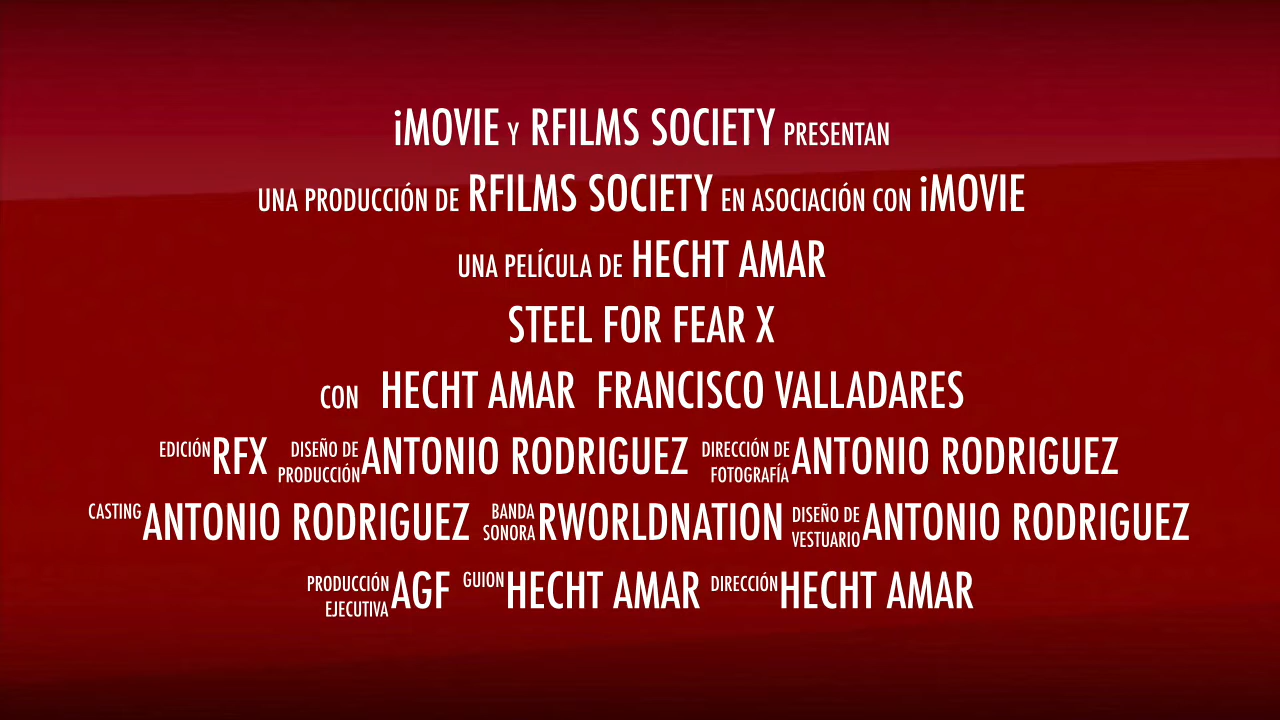 iMOVIE Y RFILMS SOCIETY PRESENTAN
UNA PRODUCCIÓN DE RFILMS SOCIETY EN ASOCIACIÓN CON iMOVIE
UNA PELÍCULA DE HECHT AMAR
STEEL FOR FEAR X
CON HECHT AMAR FRANCISCO VALLADARES
EDICIÓN RFX DISEÑO DE PRODUCCIÓN ANTONIO RODRIGUEZ DIRECCIÓN DE FOTOGRAFÍA ANTONIO RODRIGUEZ
CASTING ANTONIO RODRIGUEZ BANDA SONORA RWORLDNATION DISEÑO DE VESTUARIO ANTONIO RODRIGUEZ
PRODUCCIÓN EJECUTIVA AGF GUION HECHT AMAR DIRECCIÓN HECHT AMAR